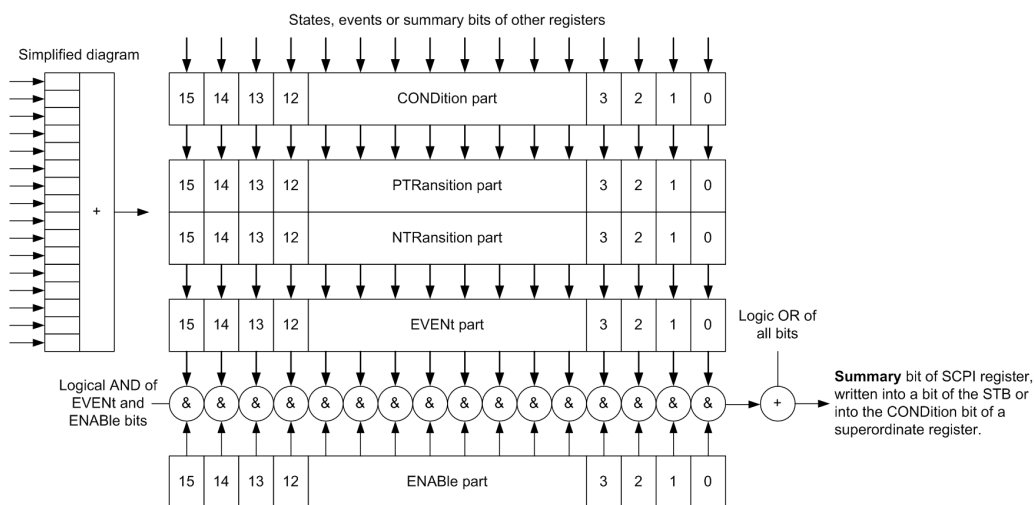 States, events or summary bits of other registers
Simplified diagram
15 14 13 12 CONDition part 3 2 1 0
15 14 13 12 PTRansition part 3 2 1 0
+
15 14 13 12 NTRansition part 3 2 1 0
15 14 13 12 EVENt part 3 2 1 0
Logic OR of
all bits
Logical AND of
EVENt and
ENABle bits
& & & & & & & & & & & & & & & &
+
Summary bit of SCPI register,
written into a bit of the STB or
into the CONDition bit of a
superordinate register.
15 14 13 12 ENABle part 3 2 1 0